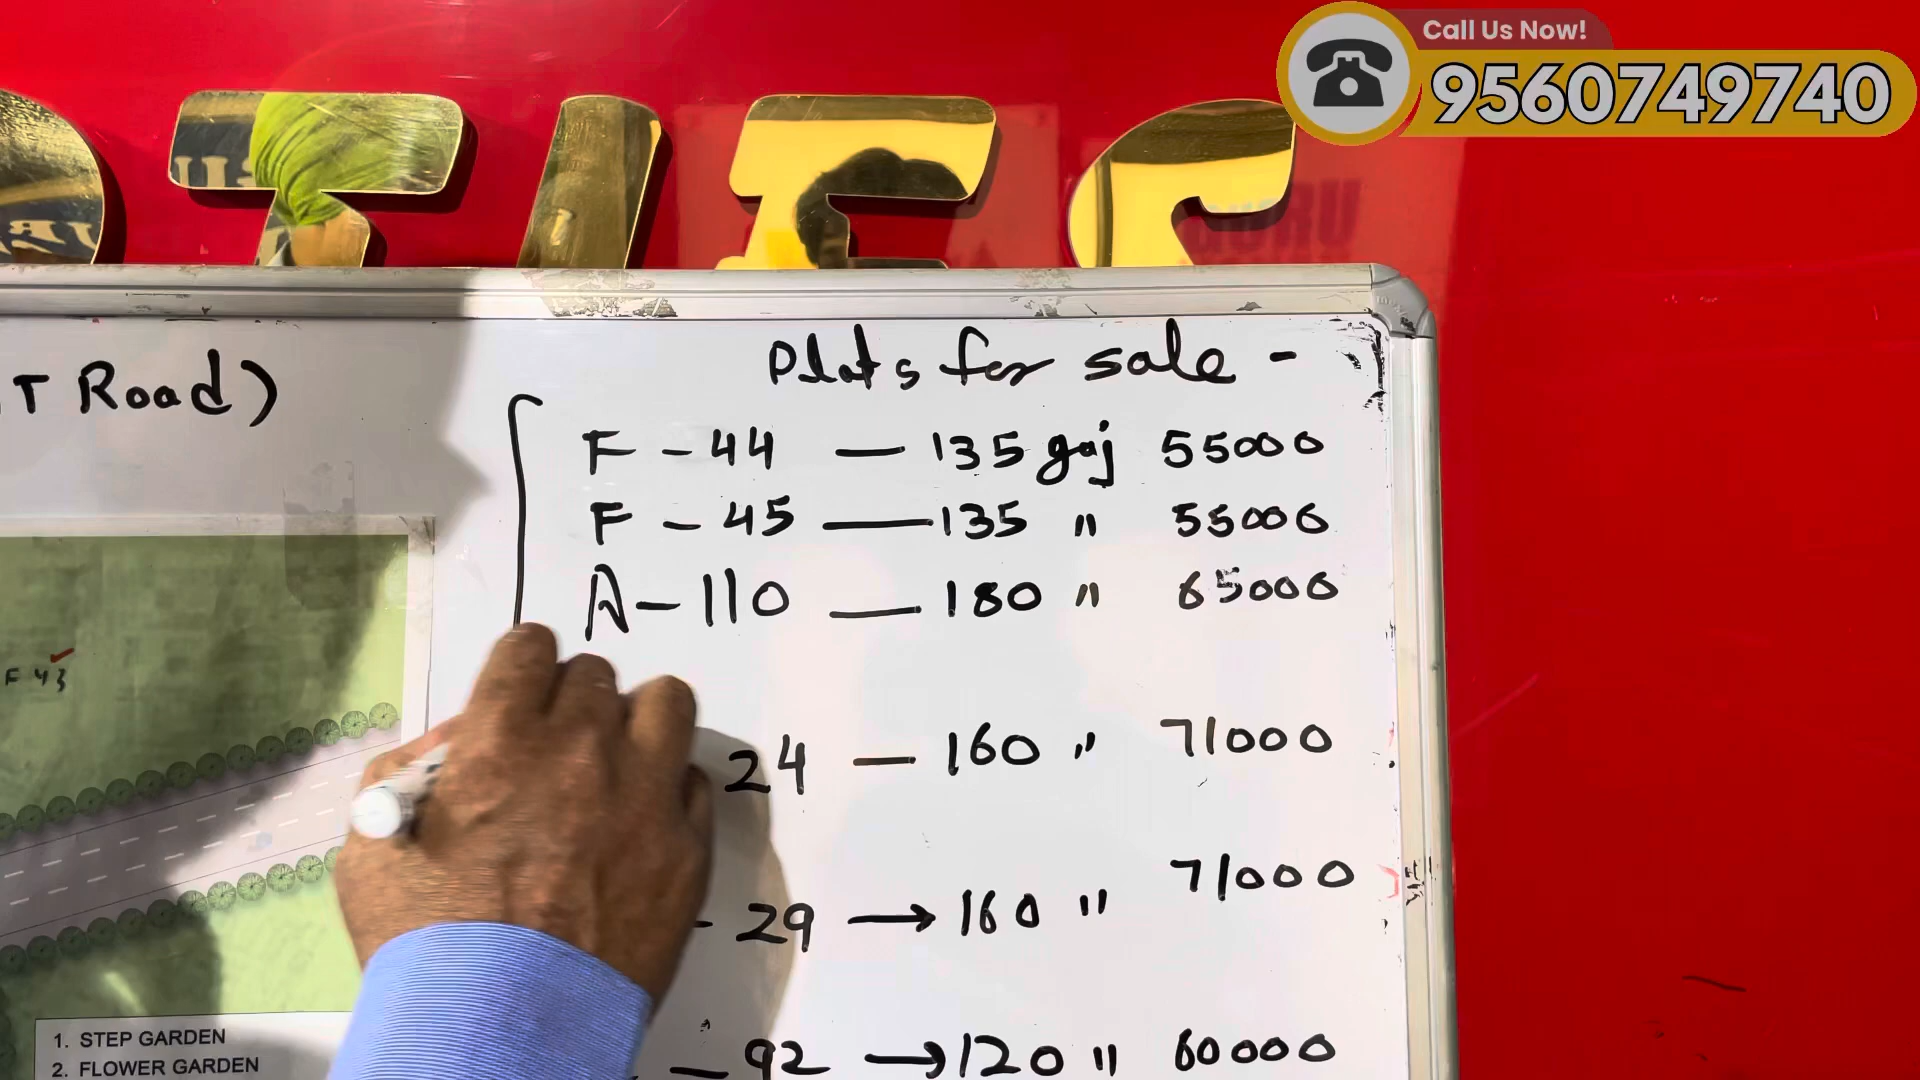 Call Us Now!
9560749740
TIES
T Road)
Plots for sale -
F - 44 — 135 gaj 55000
F - 45 — 135 " 55000
A - 110 — 180 " 65000
24 — 160 " 71000
- 29 → 160 " 71000
- 92 → 120 " 60000
F 43
1. STEP GARDEN
2. FLOWER GARDEN